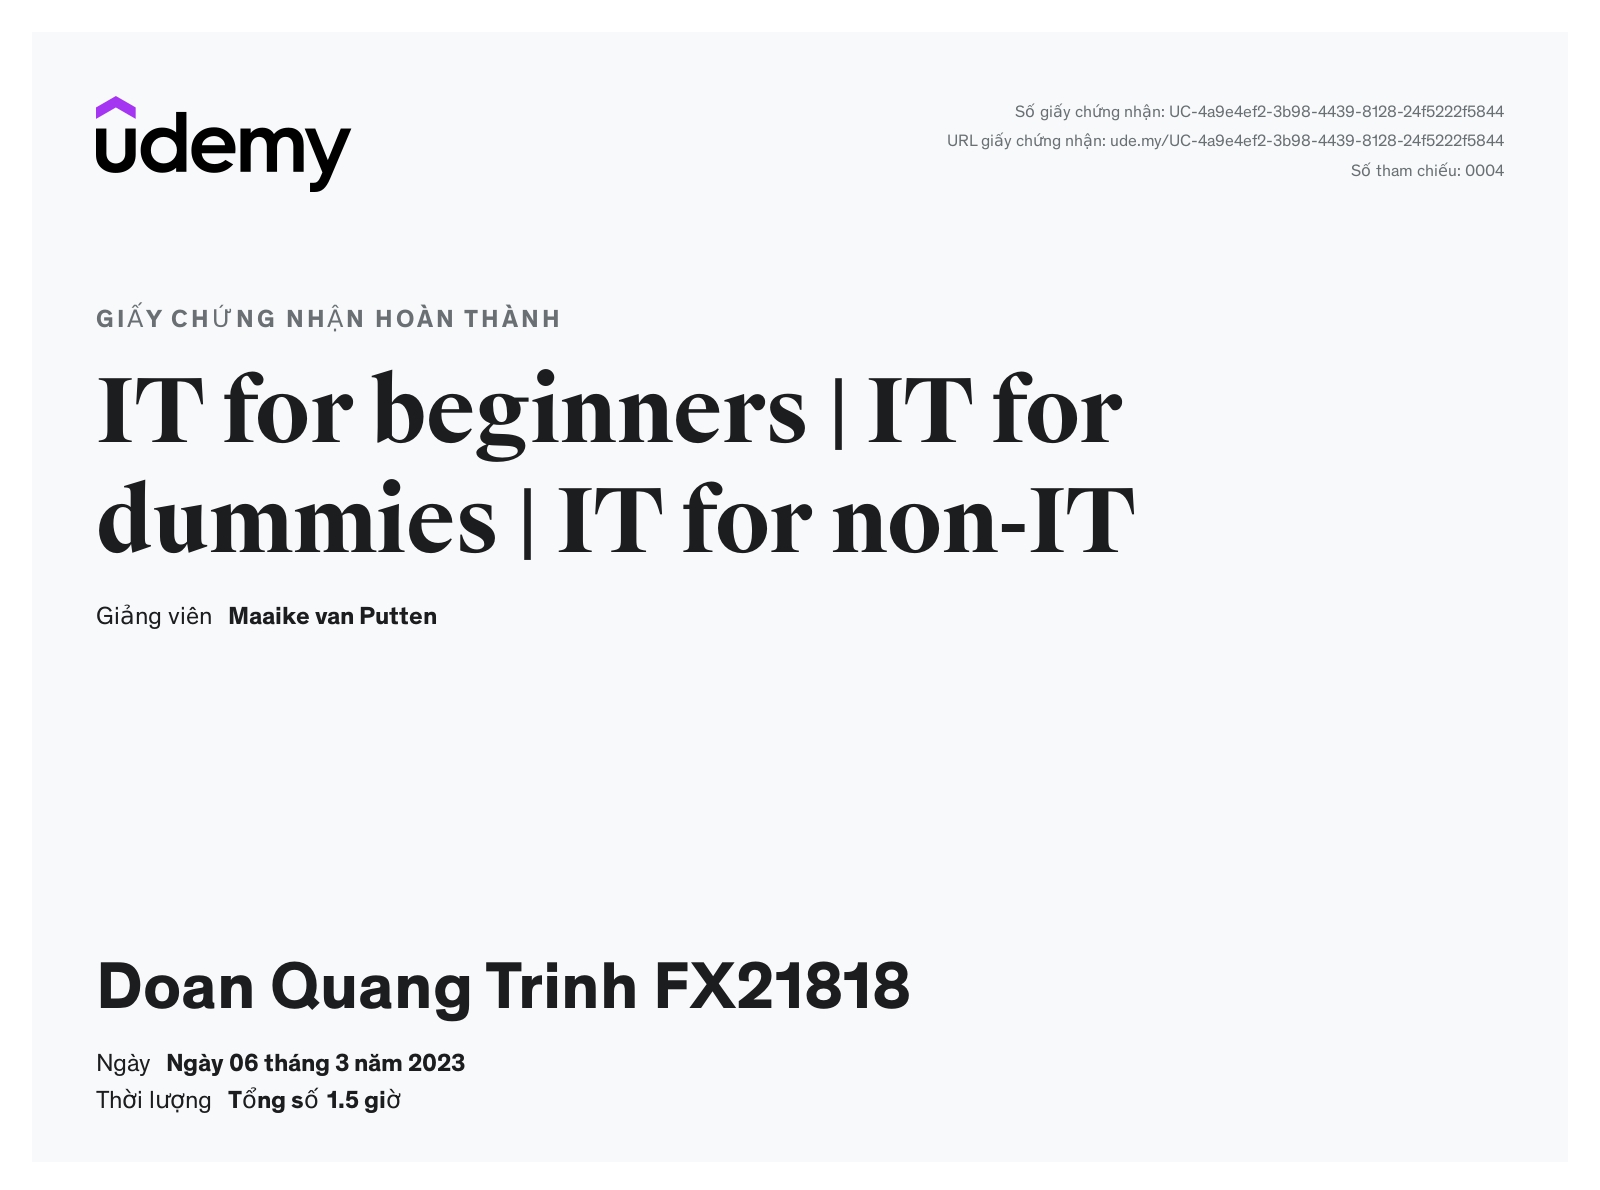 udemy
Số giấy chứng nhận: UC-4a9e4ef2-3b98-4439-8128-24f5222f5844
URL giấy chứng nhận: ude.my/UC-4a9e4ef2-3b98-4439-8128-24f5222f5844
Số tham chiếu: 0004
GIẤY CHỨNG NHẬN HOÀN THÀNH
IT for beginners | IT for
dummies | IT for non-IT
Giảng viên Maaike van Putten
Doan Quang Trinh FX21818
Ngày Ngày 06 tháng 3 năm 2023
Thời lượng Tổng số 1.5 giờ